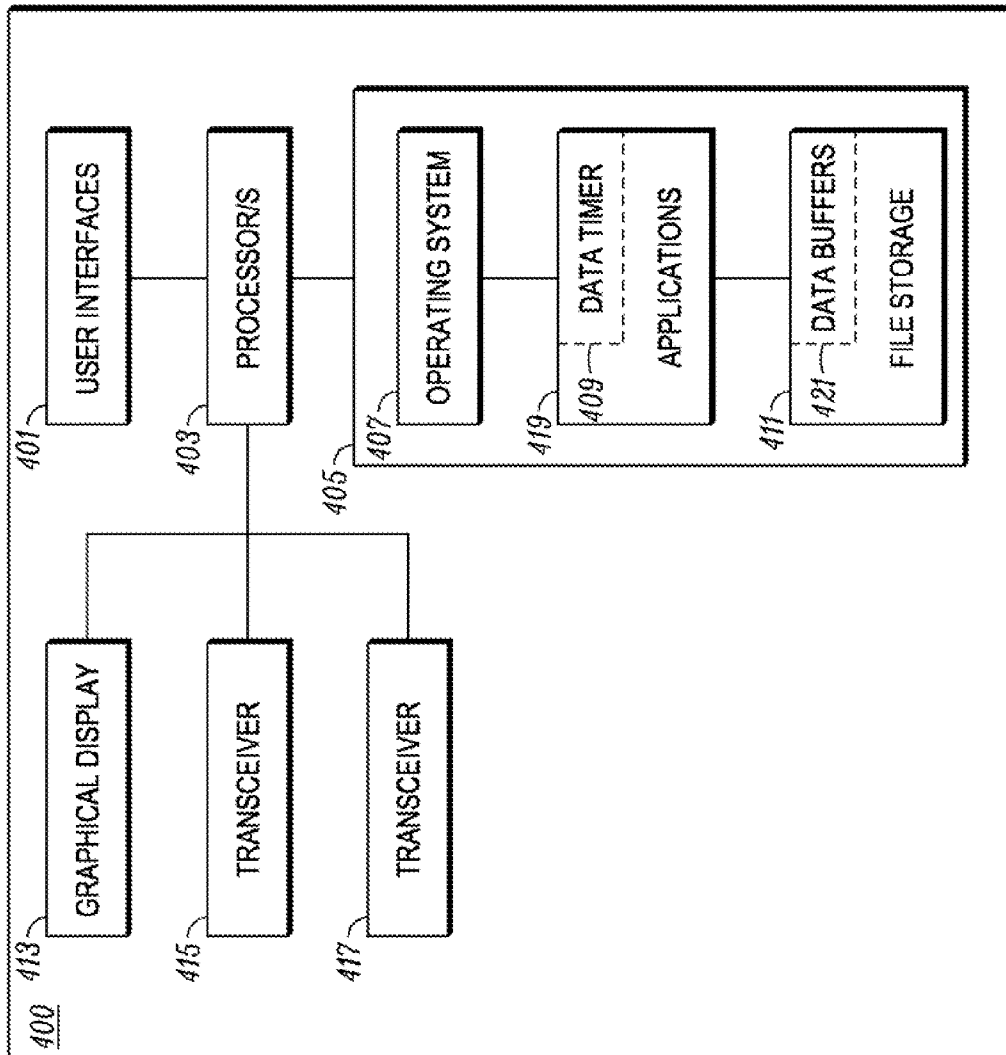 400
413
GRAPHICAL DISPLAY
415
TRANSCEIVER
417
TRANSCEIVER
401
USER INTERFACES
403
PROCESSOR/S
405
407
OPERATING SYSTEM
419
409
DATA TIMER
APPLICATIONS
411
421
DATA BUFFERS
FILE STORAGE